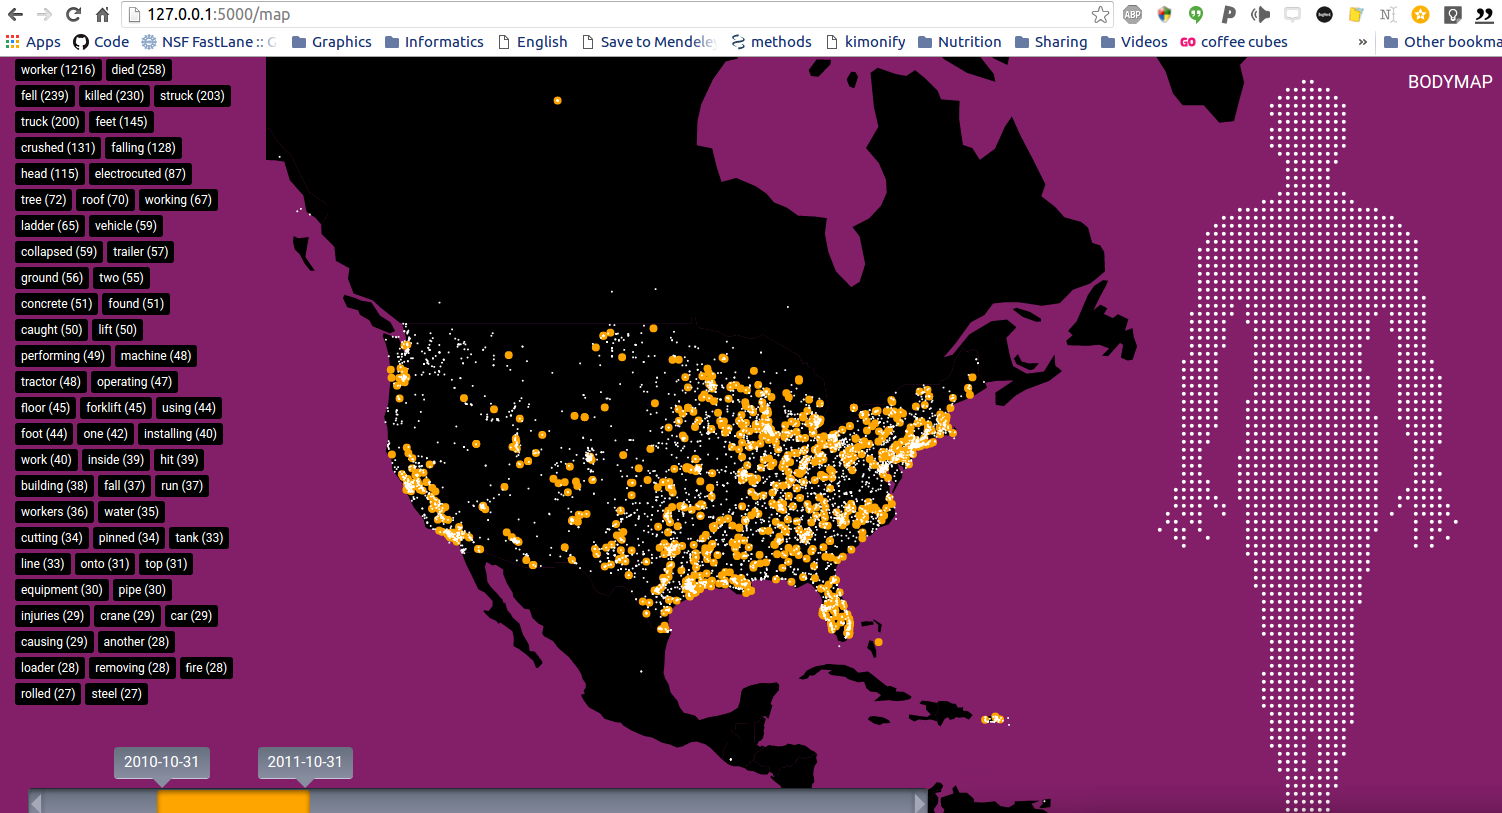 127.0.0.1:5000/map
ABP
Apps Code NSF FastLane :: G Graphics Informatics English Save to Mendeley methods kimonify Nutrition Sharing Videos GO coffee cubes » Other bookma
BODYMAP
worker (1216) died (258)
fell (239) killed (230) struck (203)
truck (200) feet (145)
crushed (131) falling (128)
head (115) electrocuted (87)
tree (72) roof (70) working (67)
ladder (65) vehicle (59)
collapsed (59) trailer (57)
ground (56) two (55)
concrete (51) found (51)
caught (50) lift (50)
performing (49) machine (48)
tractor (48) operating (47)
floor (45) forklift (45) using (44)
foot (44) one (42) installing (40)
work (40) inside (39) hit (39)
building (38) fall (37) run (37)
workers (36) water (35)
cutting (34) pinned (34) tank (33)
line (33) onto (31) top (31)
equipment (30) pipe (30)
injuries (29) crane (29) car (29)
causing (29) another (28)
loader (28) removing (28) fire (28)
rolled (27) steel (27)
2010-10-31 2011-10-31